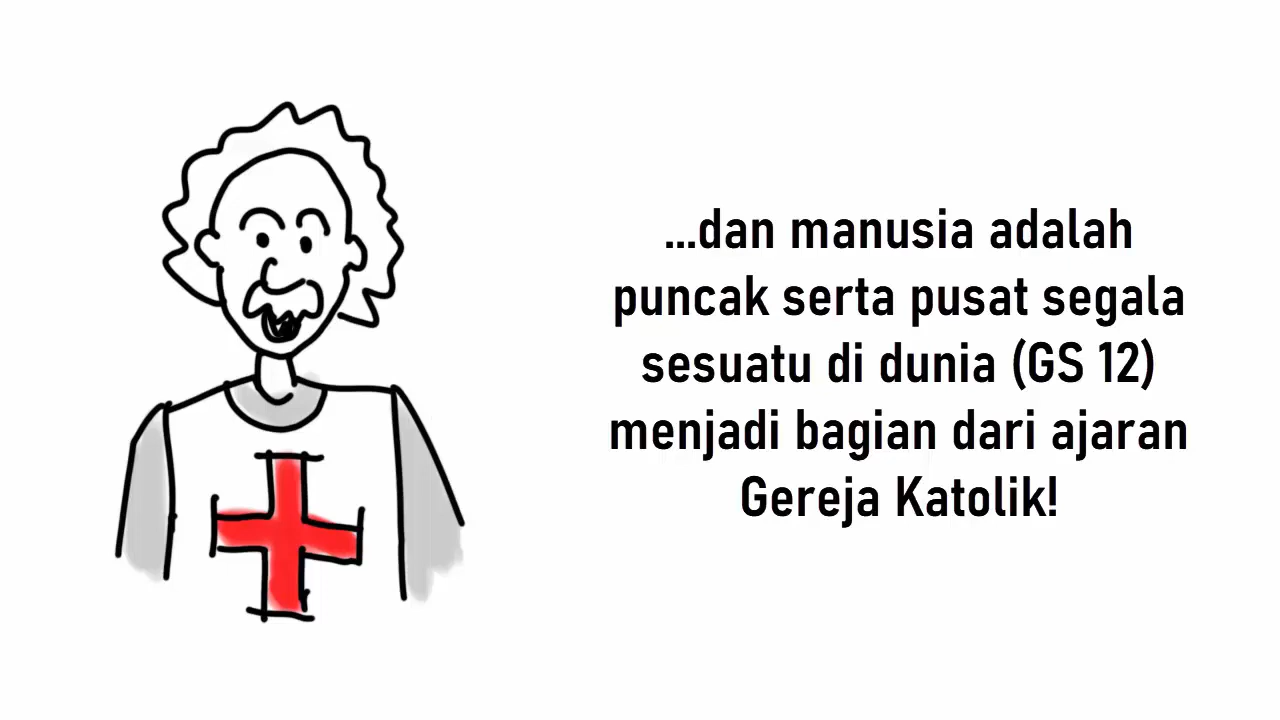 ...dan manusia adalah
puncak serta pusat segala
sesuatu di dunia (GS 12)
menjadi bagian dari ajaran
Gereja Katolik!